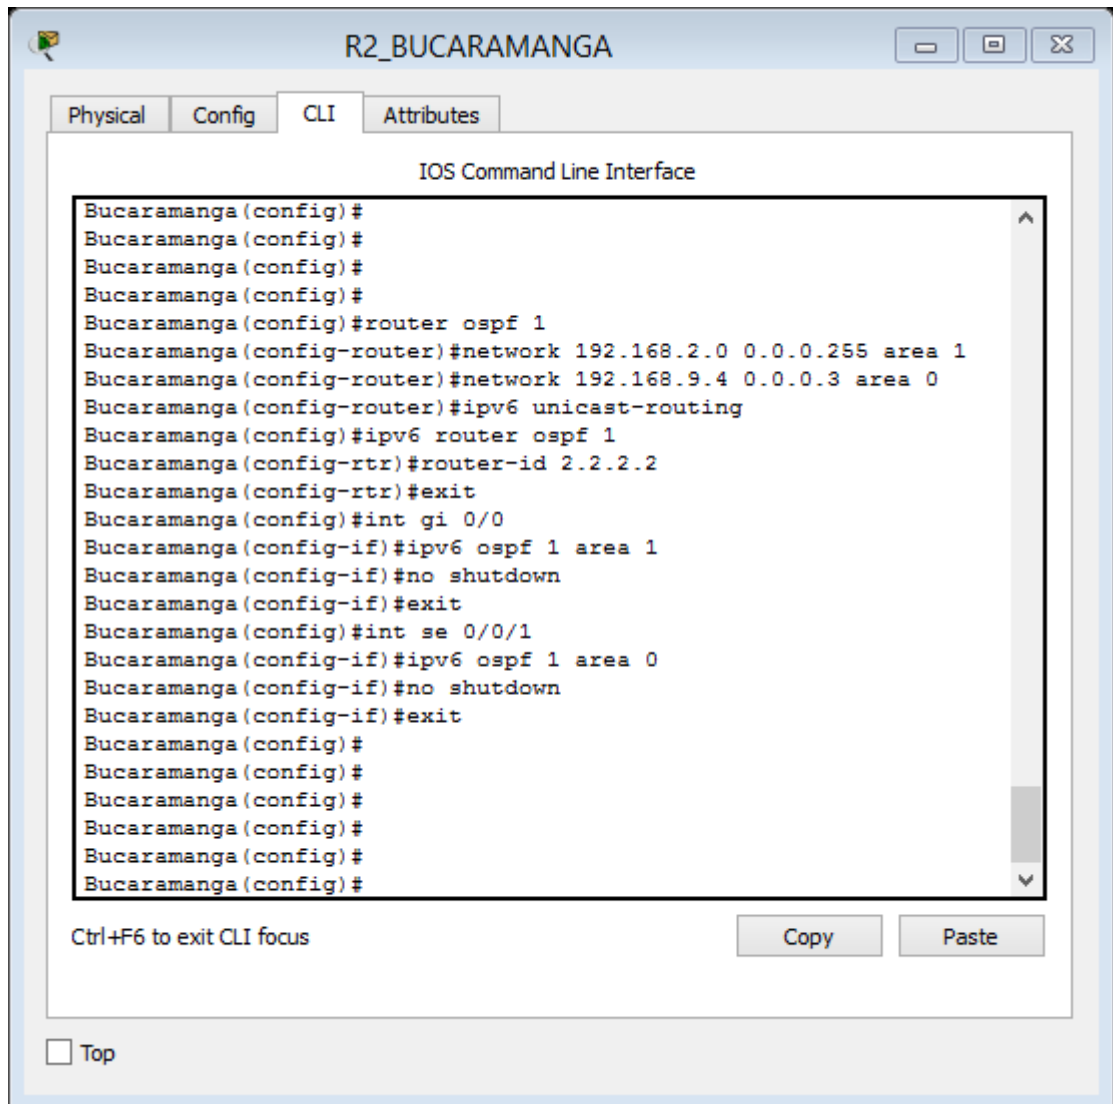 R2_BUCARAMANGA
Physical Config CLI Attributes
IOS Command Line Interface
Bucaramanga(config)#
Bucaramanga(config)#
Bucaramanga(config)#
Bucaramanga(config)#
Bucaramanga(config)#router ospf 1
Bucaramanga(config-router)#network 192.168.2.0 0.0.0.255 area 1
Bucaramanga(config-router)#network 192.168.9.4 0.0.0.3 area 0
Bucaramanga(config-router)#ipv6 unicast-routing
Bucaramanga(config)#ipv6 router ospf 1
Bucaramanga(config-rtr)#router-id 2.2.2.2
Bucaramanga(config-rtr)#exit
Bucaramanga(config)#int gi 0/0
Bucaramanga(config-if)#ipv6 ospf 1 area 1
Bucaramanga(config-if)#no shutdown
Bucaramanga(config-if)#exit
Bucaramanga(config)#int se 0/0/1
Bucaramanga(config-if)#ipv6 ospf 1 area 0
Bucaramanga(config-if)#no shutdown
Bucaramanga(config-if)#exit
Bucaramanga(config)#
Bucaramanga(config)#
Bucaramanga(config)#
Bucaramanga(config)#
Bucaramanga(config)#
Bucaramanga(config)#
Ctrl+F6 to exit CLI focus Copy Paste
Top